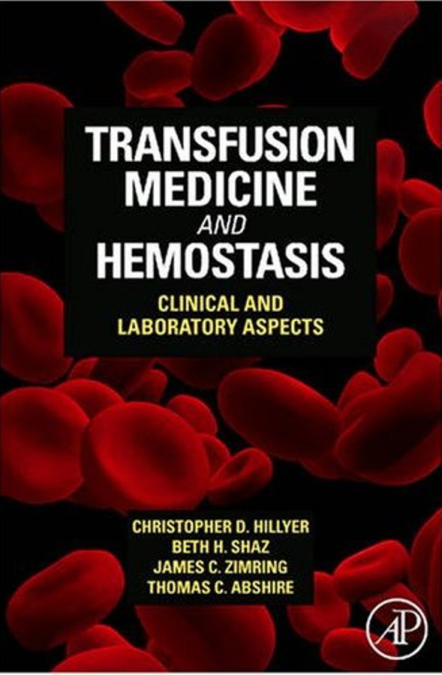 TRANSFUSION
MEDICINE
AND
HEMOSTASIS
CLINICAL AND
LABORATORY ASPECTS
CHRISTOPHER D. HILLYER
BETH H. SHAZ
JAMES C. ZIMRING
THOMAS C. ABSHIRE
AP